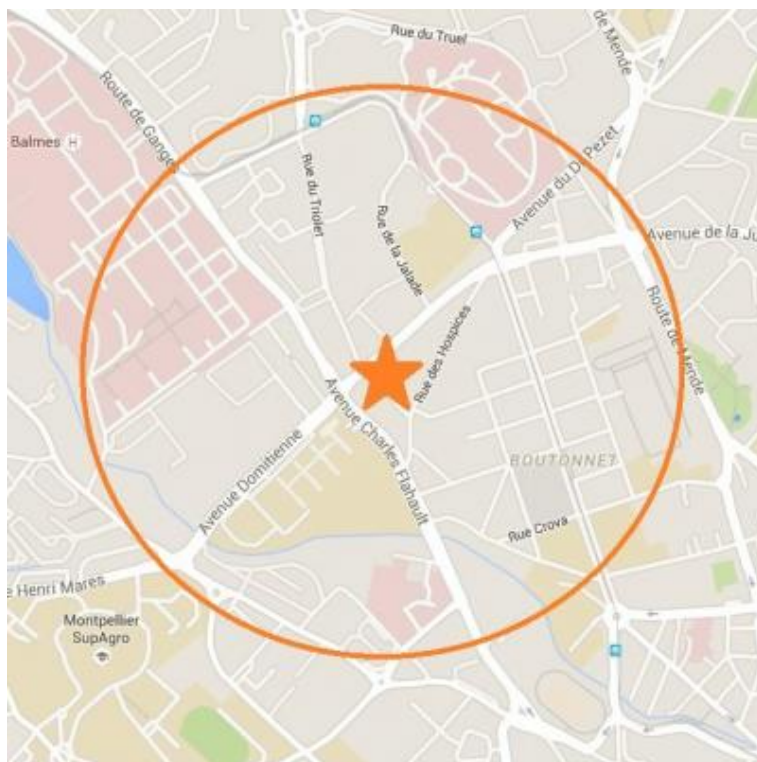 Rue du Truel
de Mende
Route de Ganges
Balmes H
Rue du Triolet
Avenue du D. Pezet
Rue de la Jalade
Avenue de la Ju
Route de Mende
Rue des Hospices
Avenue Charles Flahault
Avenue Domitienne
BOUTONNET
Rue Crova
e Henri Mares
Montpellier
SupAgro